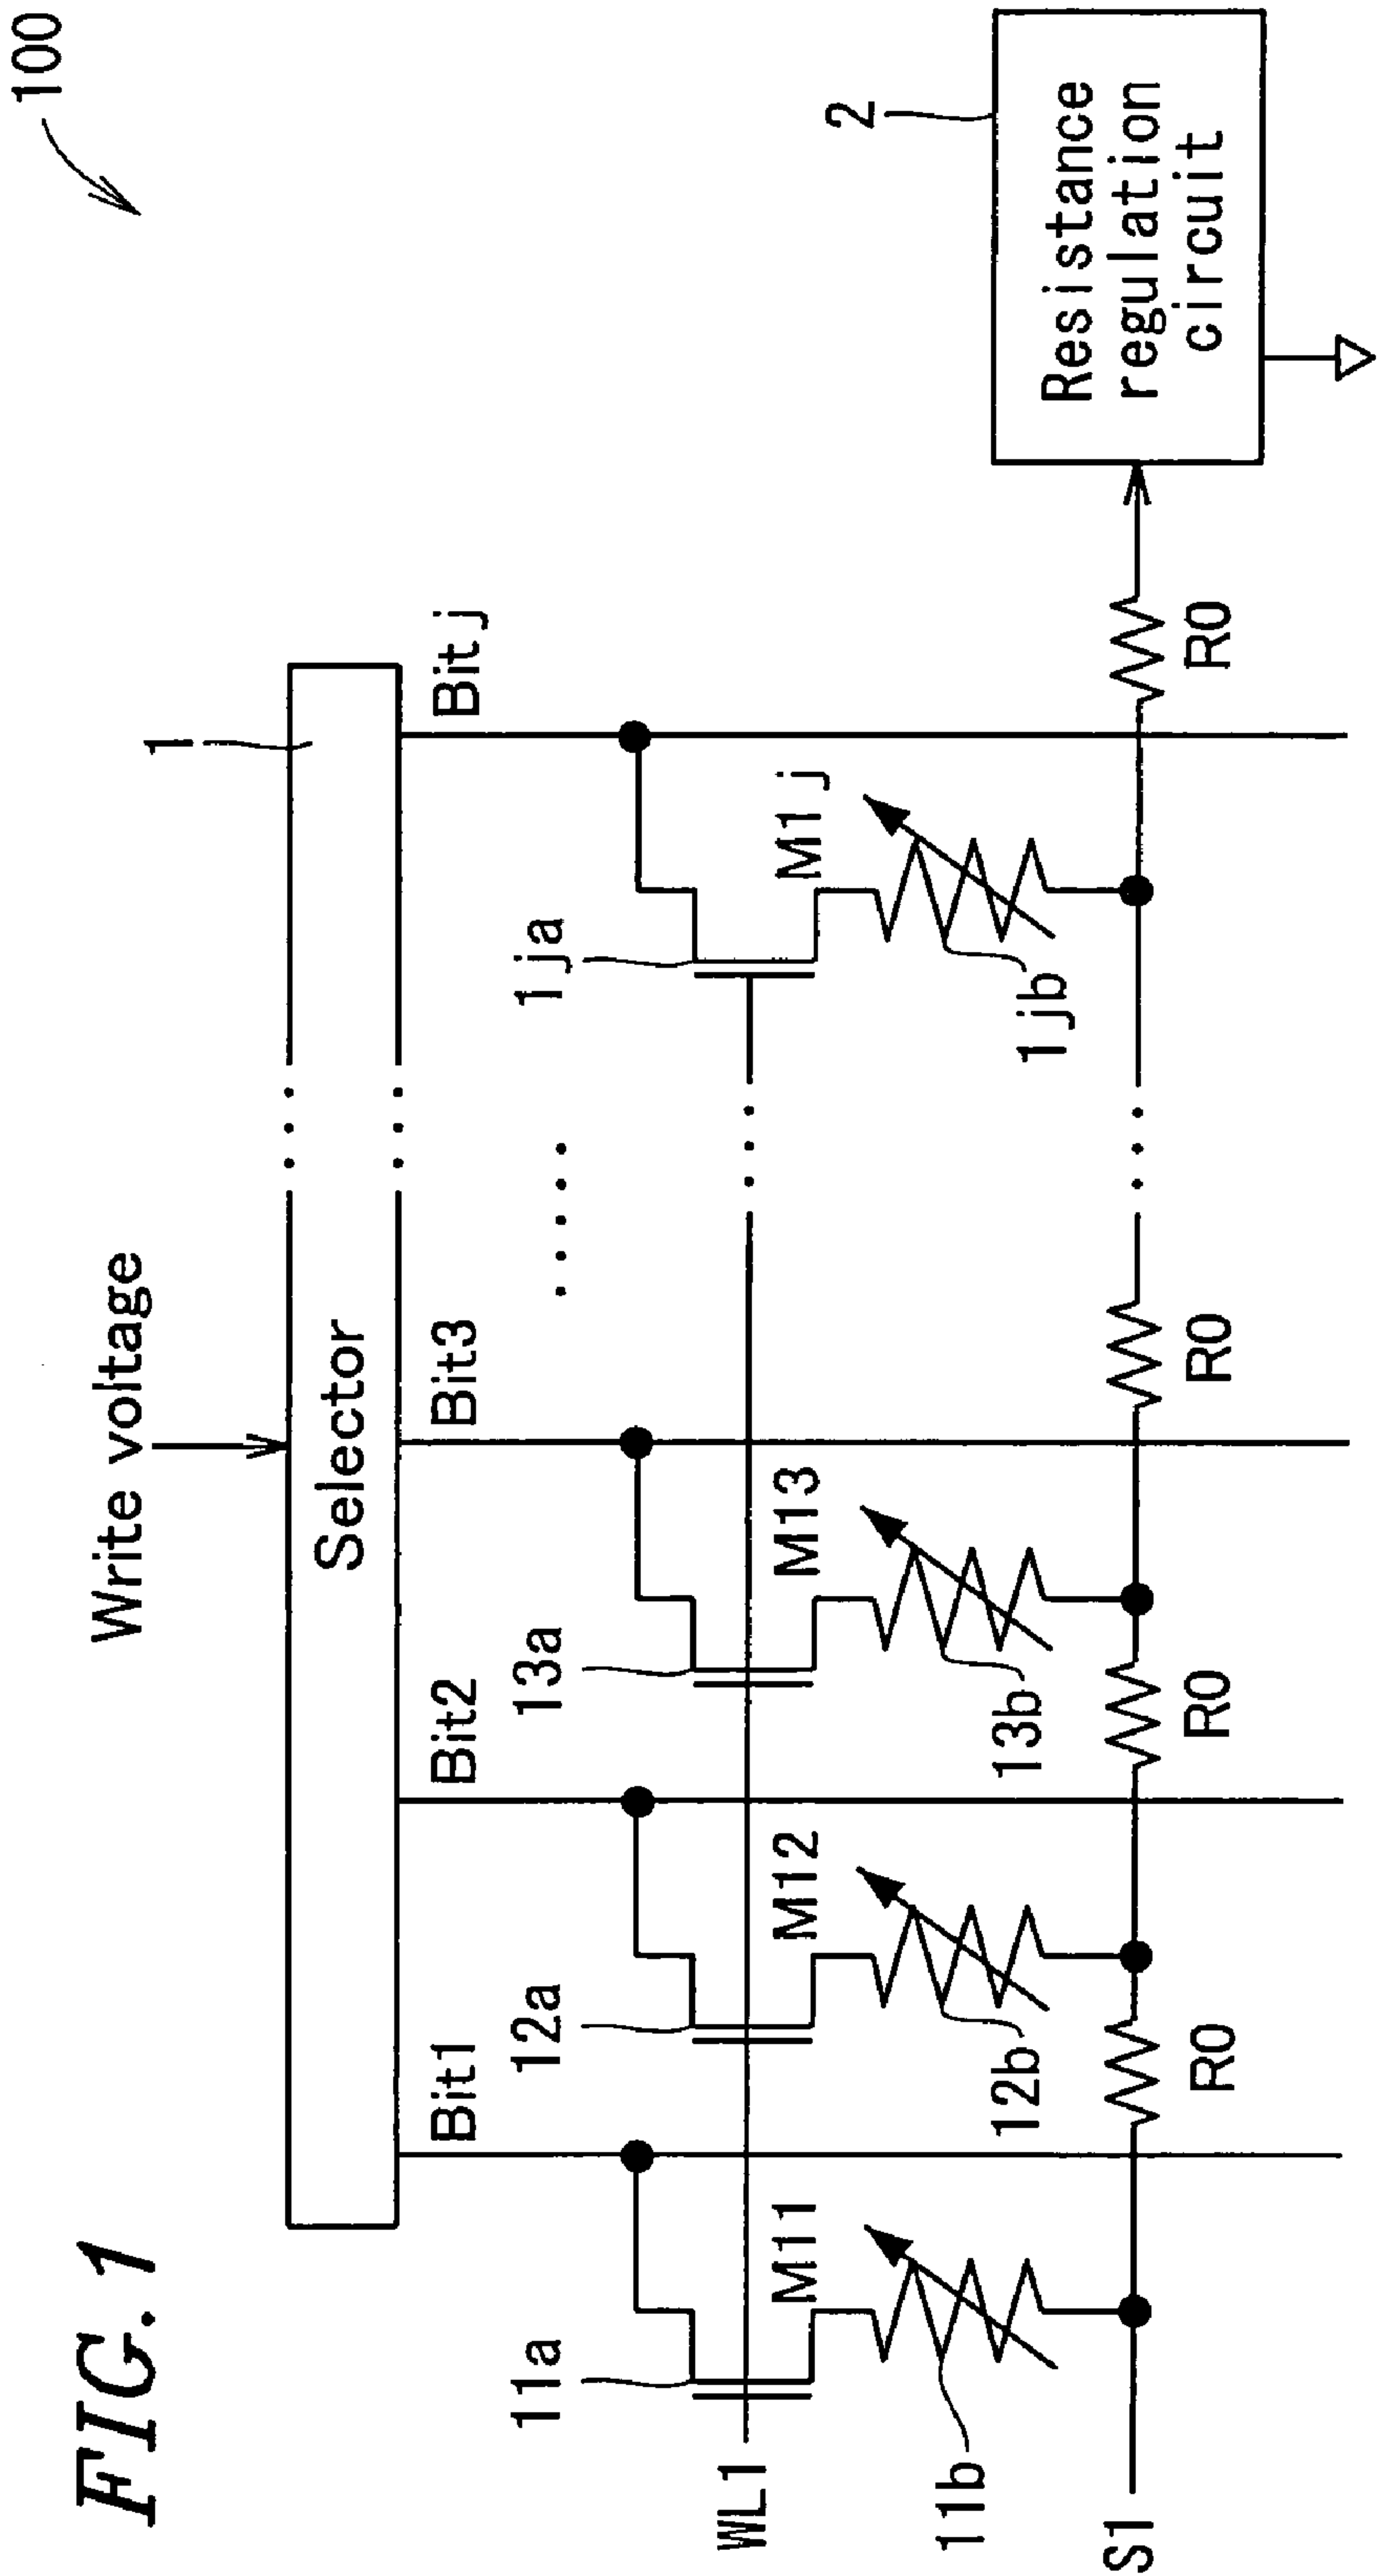 FIG. 1
100
Write voltage
1
Selector
Bit1
Bit2
Bit3
Bit j
11a
12a
13a
1ja
WL1
M11
M12
M13
M1j
11b
12b
13b
1jb
S1
R0
R0
R0
R0
2
Resistance
regulation
circuit